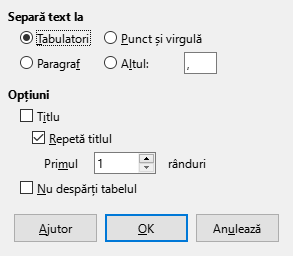 Separă text la
Tabulatori Punct și virgulă
Paragraf Altul: ,
Opțiuni
Titlu
Repetă titlul
Primul 1 rânduri
Nu despărți tabelul
Ajutor OK Anulează